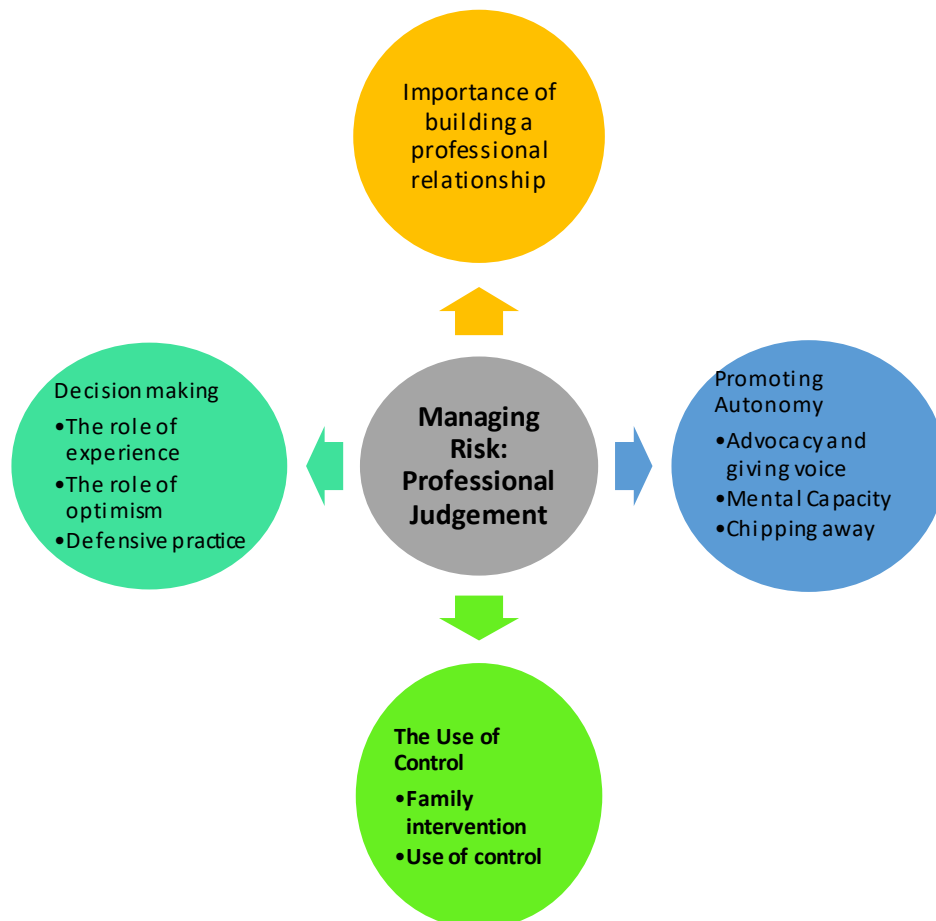 Importance of
building a
professional
relationship
Decision making
•The role of
experience
•The role of
optimism
•Defensive practice
Managing
Risk:
Professional
Judgement
Promoting
Autonomy
•Advocacy and
giving voice
•Mental Capacity
•Chipping away
The Use of
Control
•Family
intervention
•Use of control